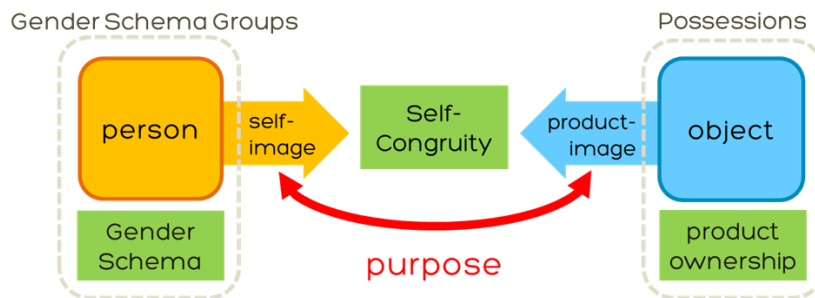 Gender Schema Groups
Possessions
person
self-
image
Self-
Congruity
product-
image
object
Gender
Schema
purpose
product
ownership